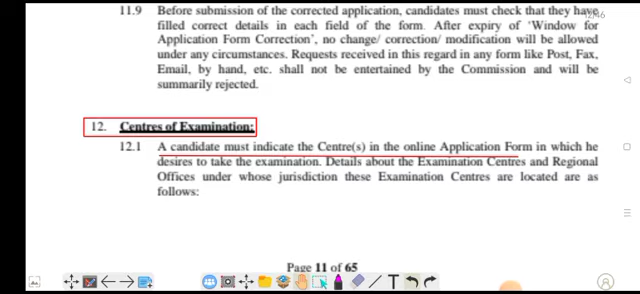 11.9 Before submission of the corrected application, candidates must check that they have
filled correct details in each field of the form. After expiry of ‘Window for
Application Form Correction’, no change/ correction/ modification will be allowed
under any circumstances. Requests received in this regard in any form like Post, Fax,
Email, by hand, etc. shall not be entertained by the Commission and will be
summarily rejected.
12. Centres of Examination:
12.1 A candidate must indicate the Centre(s) in the online Application Form in which he
desires to take the examination. Details about the Examination Centres and Regional
Offices under whose jurisdiction these Examination Centres are located are as
follows:
Page 11 of 65
T